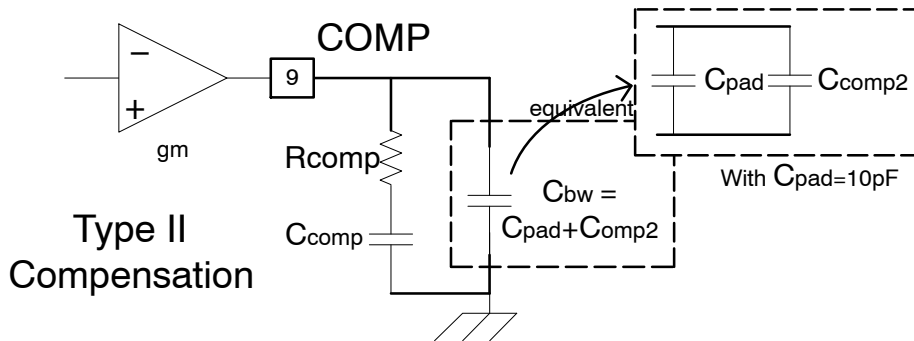 COMP
−
+
9
gm
Rcomp
Ccomp
Type II
Compensation
equivalent
Cbw =
Cpad+Comp2
Cpad
Ccomp2
With Cpad=10pF